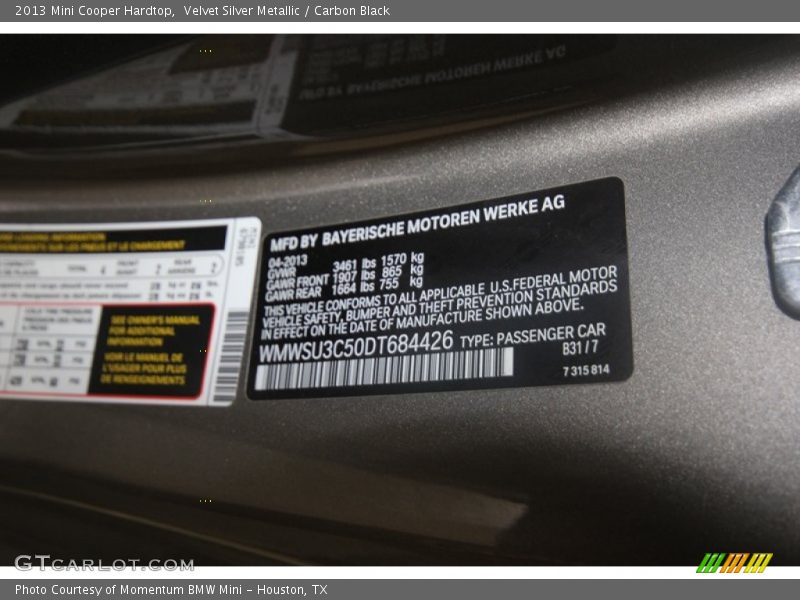 2013 Mini Cooper Hardtop,  Velvet Silver Metallic / Carbon Black
MFD BY BAYERISCHE MOTOREN WERKE AG
04-2013
GVWR 3461 lbs 1570 kg
GAWR FRONT 1907 lbs 865 kg
GAWR REAR 1664 lbs 755 kg
THIS VEHICLE CONFORMS TO ALL APPLICABLE U.S.FEDERAL MOTOR
VEHICLE SAFETY, BUMPER AND THEFT PREVENTION STANDARDS
IN EFFECT ON THE DATE OF MANUFACTURE SHOWN ABOVE.
WMWSU3C50DT684426 TYPE: PASSENGER CAR
B31 / 7
7 315 814
SEE OWNER'S MANUAL
FOR ADDITIONAL
INFORMATION
VOIR LE MANUEL DE
L'USAGER POUR PLUS
DE RENSEIGNEMENTS
GTCARLOT.COM
Photo Courtesy of Momentum BMW Mini - Houston, TX